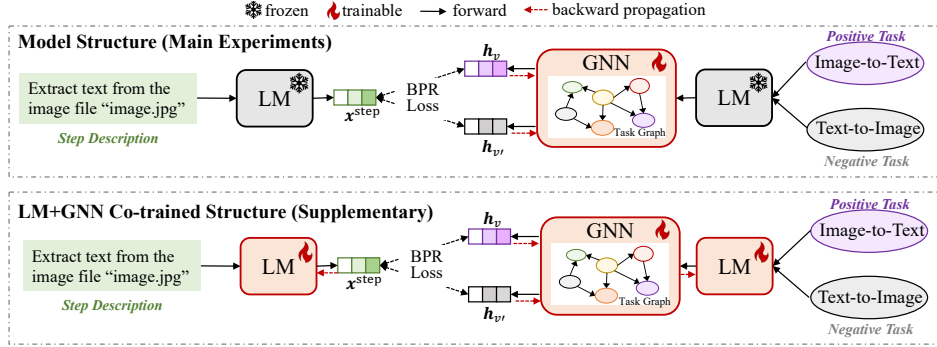 frozen trainable forward backward propagation
Model Structure (Main Experiments)
Extract text from the
image file “image.jpg”
Step Description
LM
x^step
h_v
BPR
Loss
h_v'
GNN
Task Graph
LM
Positive Task
Image-to-Text
Text-to-Image
Negative Task
LM+GNN Co-trained Structure (Supplementary)
Extract text from the
image file “image.jpg”
Step Description
LM
x^step
h_v
BPR
Loss
h_v'
GNN
Task Graph
LM
Positive Task
Image-to-Text
Text-to-Image
Negative Task